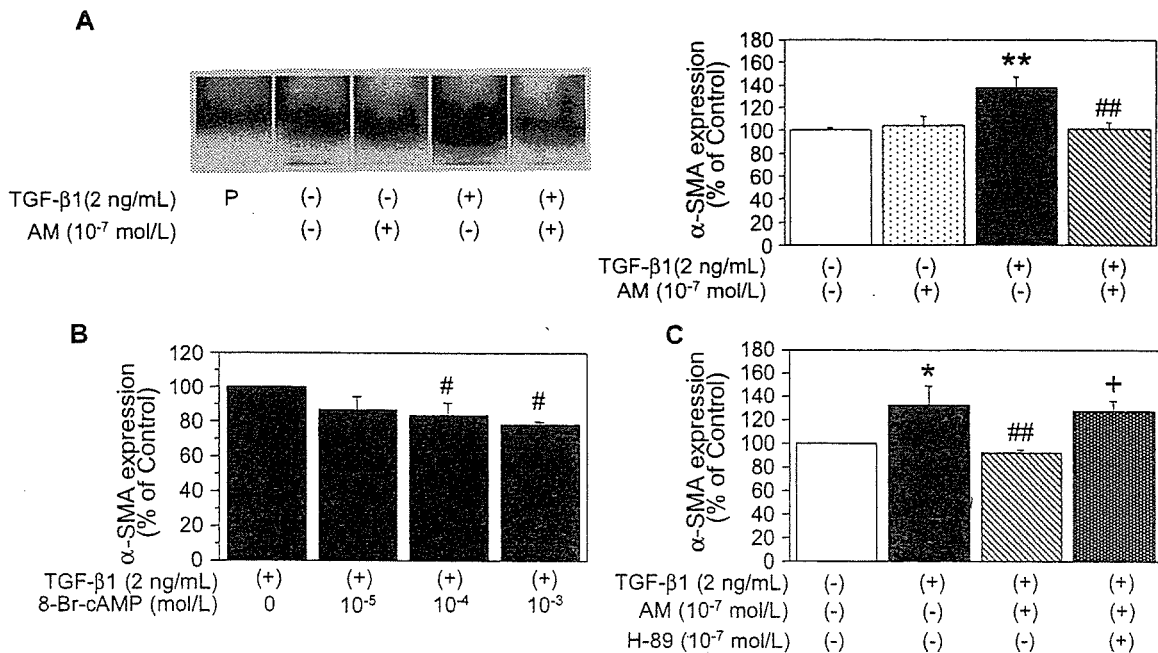 A
TGF-β1(2 ng/mL) P (-) (-) (+) (+)
AM (10⁻⁷ mol/L) (-) (+) (-) (+)
α-SMA expression
(% of Control)
180
160
140
120
100
80
60
40
20
0
**
##
TGF-β1(2 ng/mL) (-) (-) (+) (+)
AM (10⁻⁷ mol/L) (-) (+) (-) (+)
B
α-SMA expression
(% of Control)
120
100
80
60
40
20
0
#
#
TGF-β1 (2 ng/mL) (+) (+) (+) (+)
8-Br-cAMP (mol/L) 0 10⁻⁵ 10⁻⁴ 10⁻³
C
α-SMA expression
(% of Control)
180
160
140
120
100
80
60
40
20
0
*
##
+
TGF-β1 (2 ng/mL) (-) (+) (+) (+)
AM (10⁻⁷ mol/L) (-) (-) (+) (+)
H-89 (10⁻⁷ mol/L) (-) (-) (-) (+)